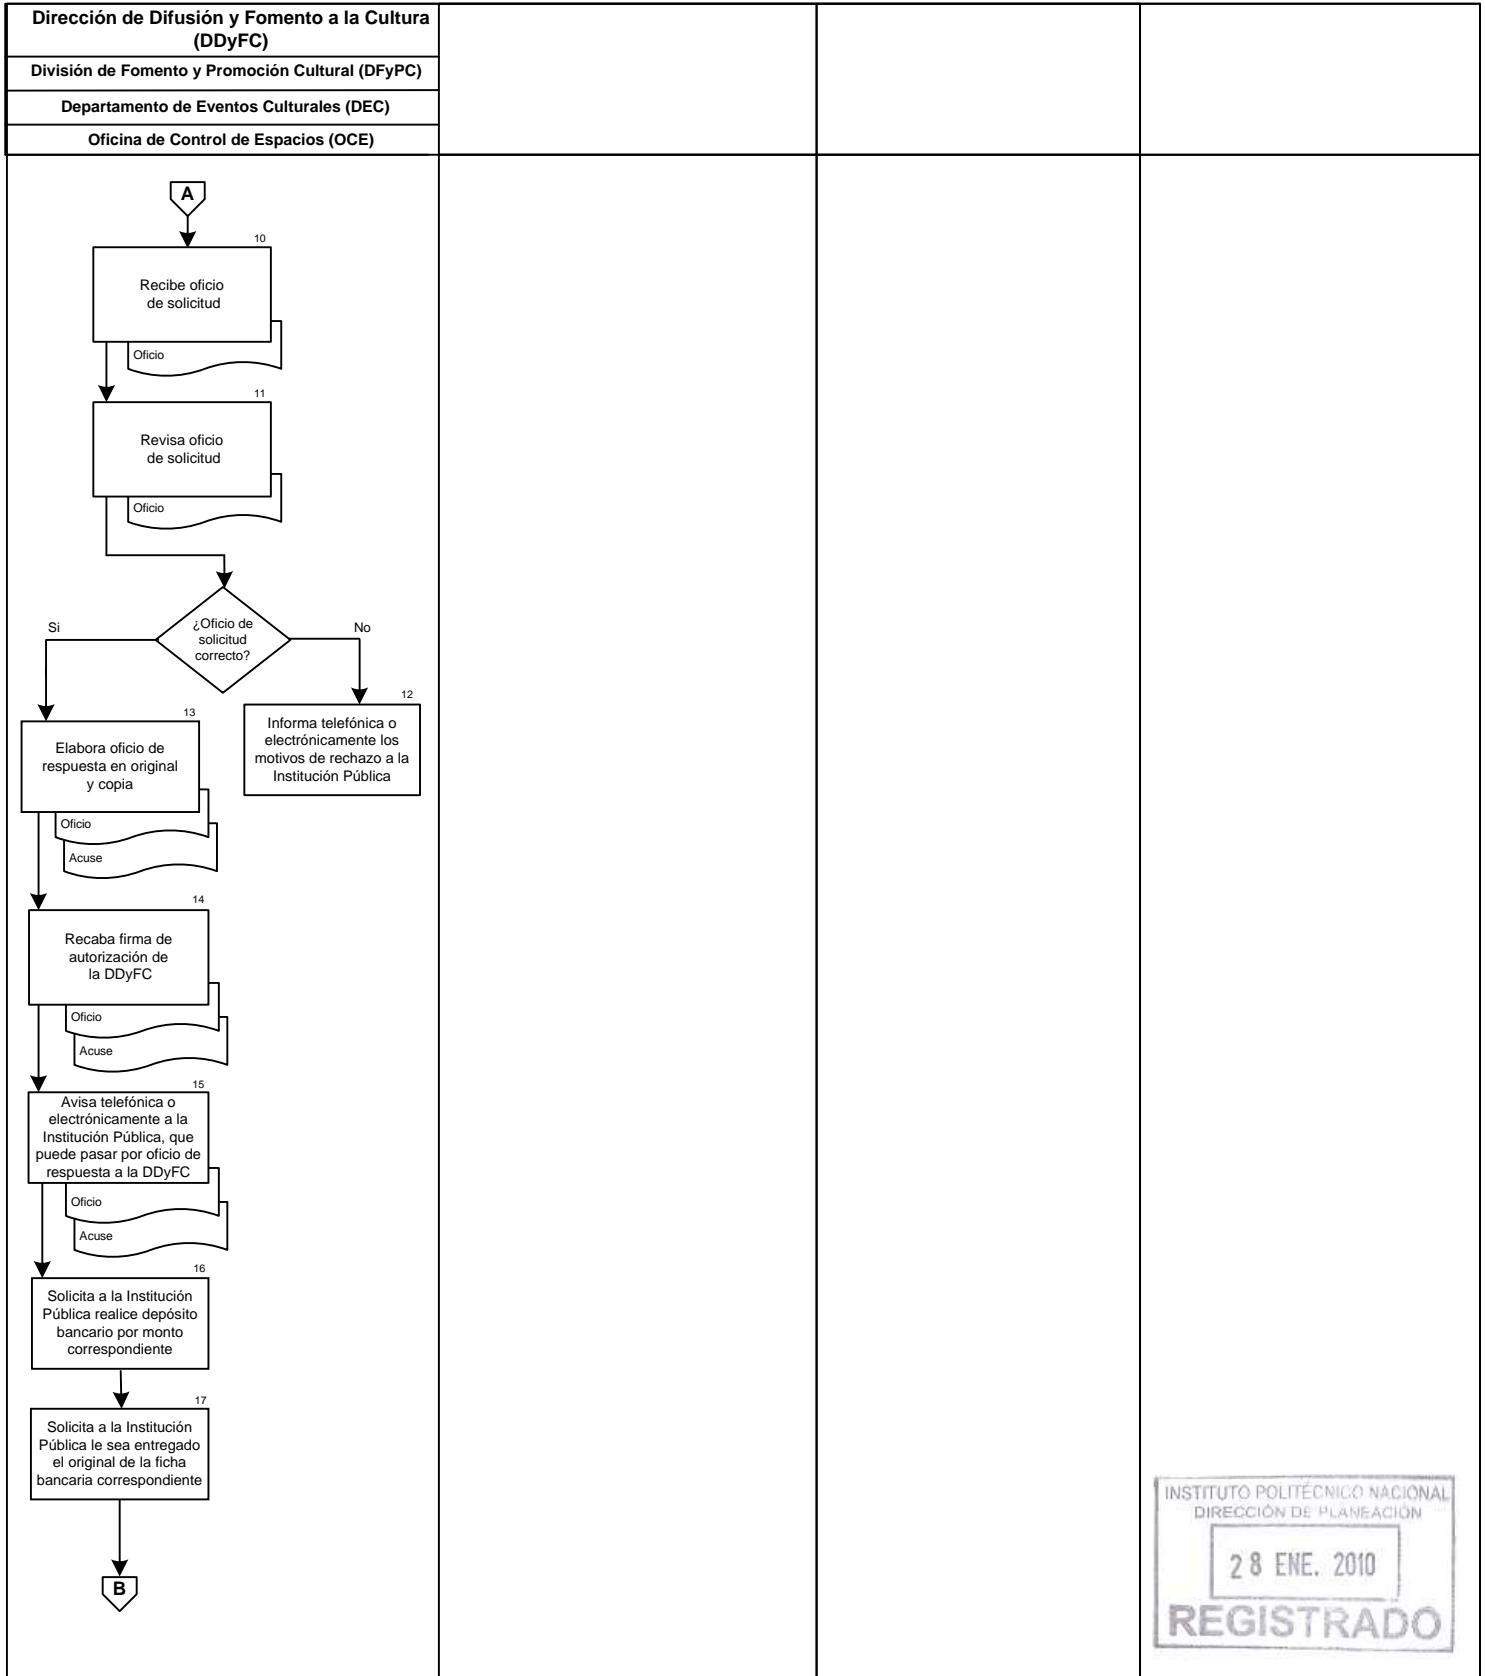 Dirección de Difusión y Fomento a la Cultura
(DDyFC)
División de Fomento y Promoción Cultural (DFyPC)
Departamento de Eventos Culturales (DEC)
Oficina de Control de Espacios (OCE)
A
10
Recibe oficio
de solicitud
Oficio
11
Revisa oficio
de solicitud
Oficio
¿Oficio de
solicitud
correcto?
Si
No
12
Informa telefónica o
electrónicamente los
motivos de rechazo a la
Institución Pública
13
Elabora oficio de
respuesta en original
y copia
Oficio
Acuse
14
Recaba firma de
autorización de
la DDyFC
Oficio
Acuse
15
Avisa telefónica o
electrónicamente a la
Institución Pública, que
puede pasar por oficio de
respuesta a la DDyFC
Oficio
Acuse
16
Solicita a la Institución
Pública realice depósito
bancario por monto
correspondiente
17
Solicita a la Institución
Pública le sea entregado
el original de la ficha
bancaria correspondiente
B
INSTITUTO POLITÉCNICO NACIONAL
DIRECCIÓN DE PLANEACIÓN
28 ENE. 2010
REGISTRADO